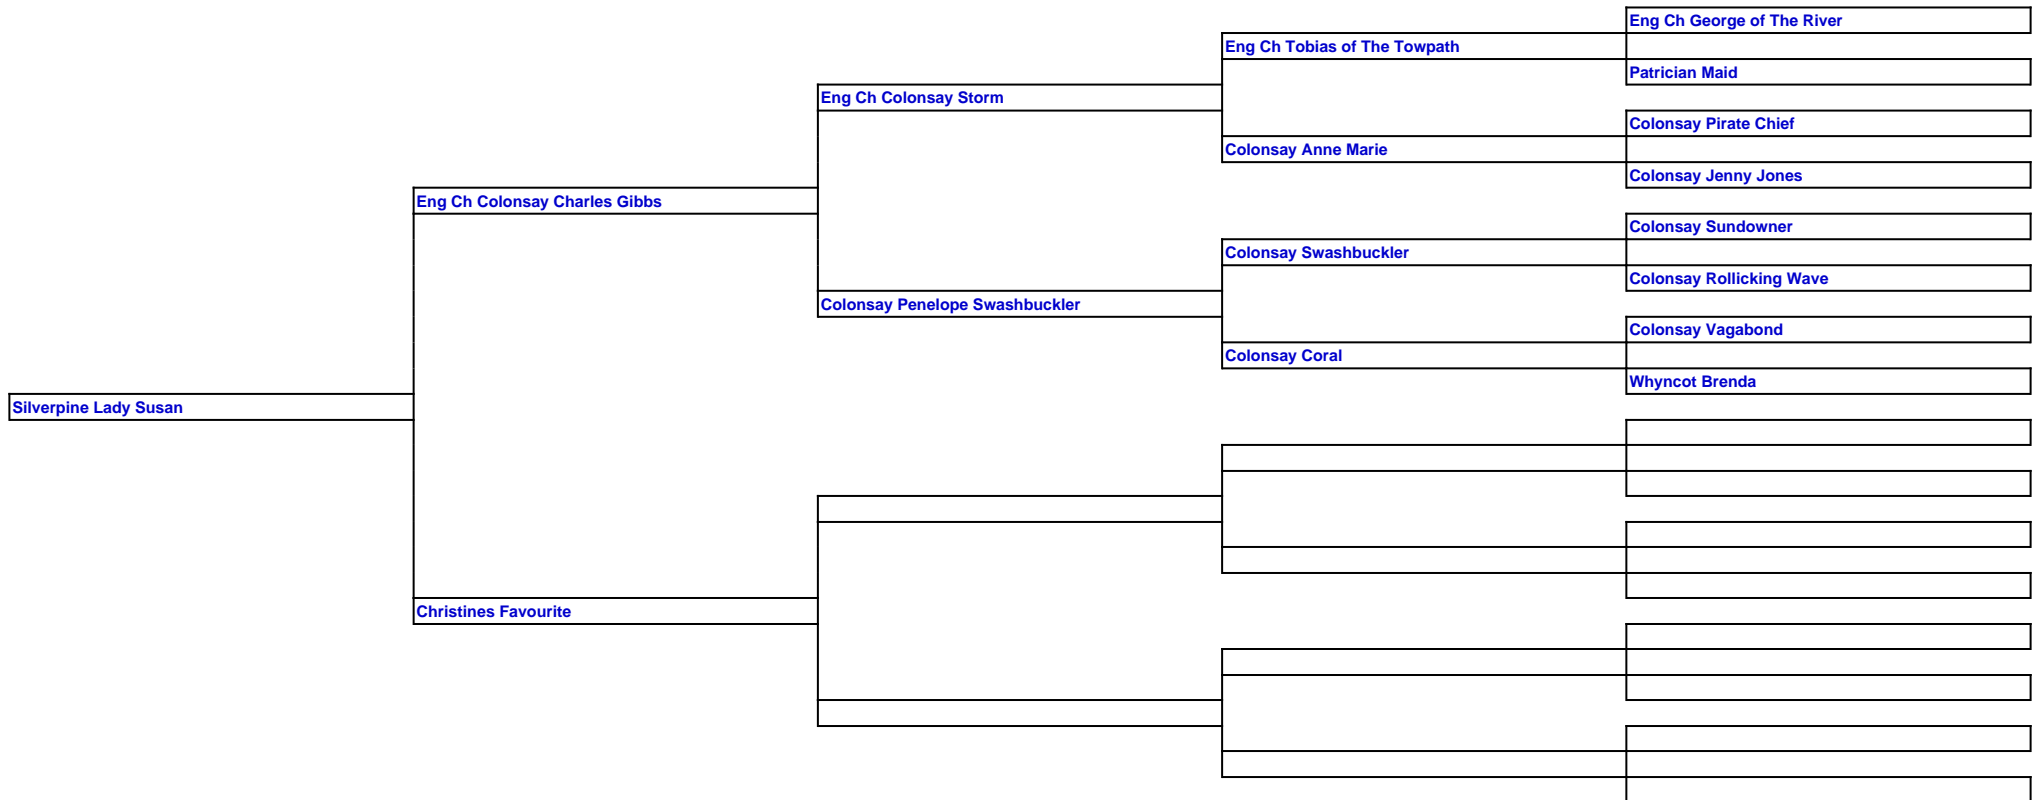 Eng Ch George of The River
Eng Ch Tobias of The Towpath
Patrician Maid
Eng Ch Colonsay Storm
Colonsay Pirate Chief
Colonsay Anne Marie
Colonsay Jenny Jones
Eng Ch Colonsay Charles Gibbs
Colonsay Sundowner
Colonsay Swashbuckler
Colonsay Rollicking Wave
Colonsay Penelope Swashbuckler
Colonsay Vagabond
Colonsay Coral
Whyncot Brenda
Silverpine Lady Susan
Christines Favourite